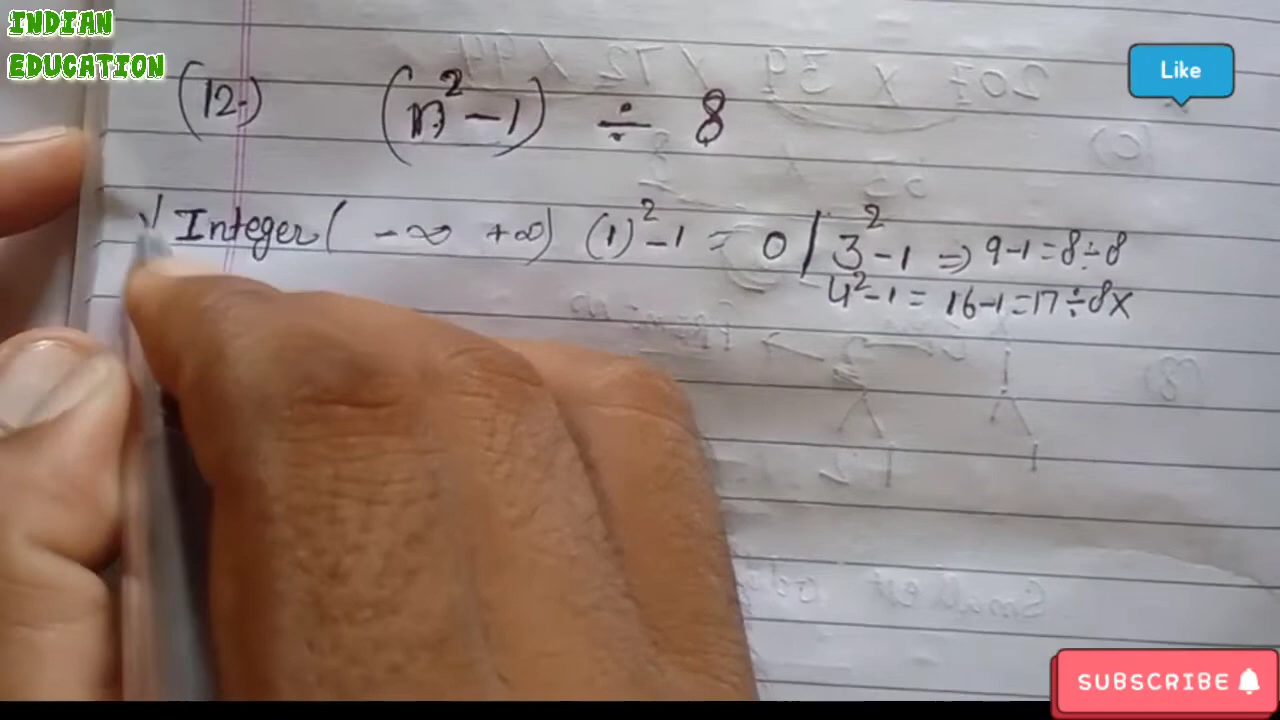 INDIAN
EDUCATION
Like
(12.) (n² - 1) ÷ 8
√ Integer ( -∞ +∞) (1)² - 1 = 0 | 3² - 1 ⇒ 9-1 = 8 ÷ 8
4² - 1 = 16 - 1 = 17 ÷ 8 X
SUBSCRIBE